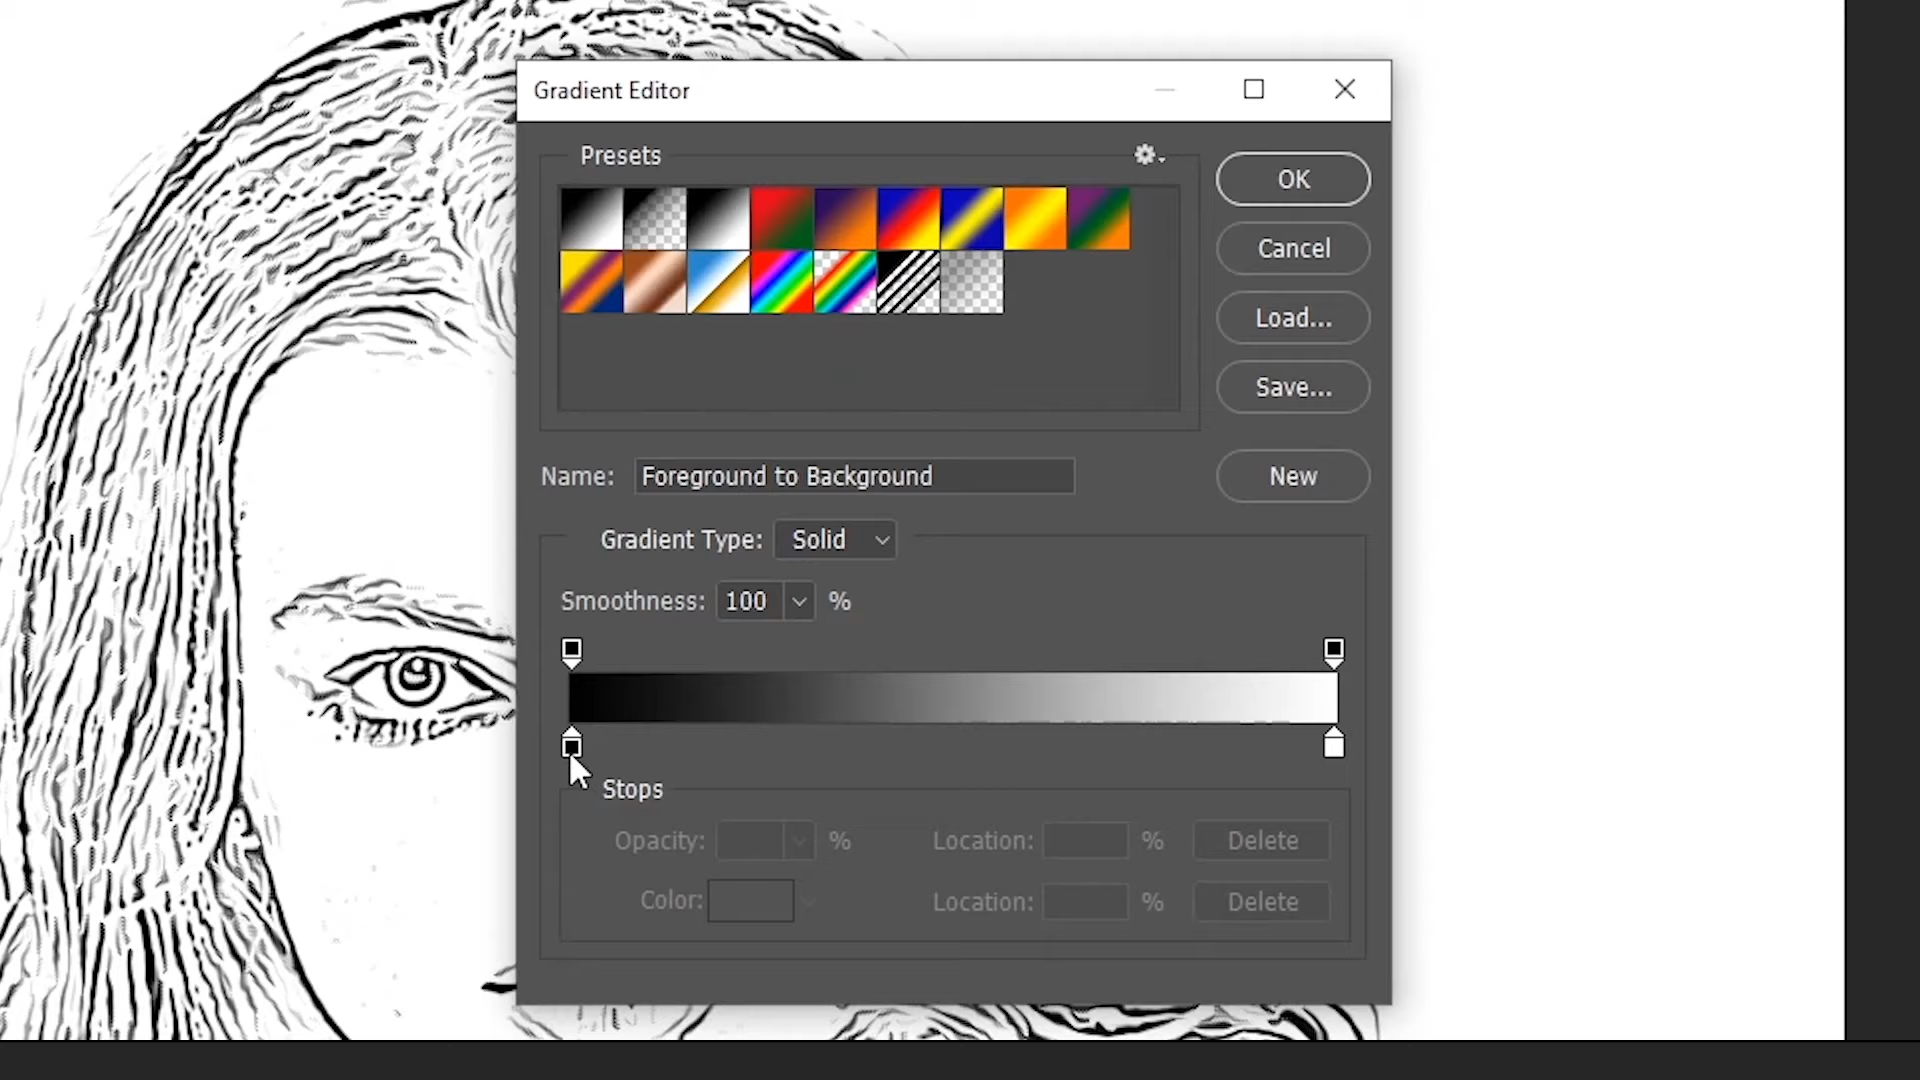 Gradient Editor
Presets
OK
Cancel
Load...
Save...
Name: Foreground to Background
New
Gradient Type: Solid
Smoothness: 100 %
Stops
Opacity: % Location: % Delete
Color: Location: % Delete